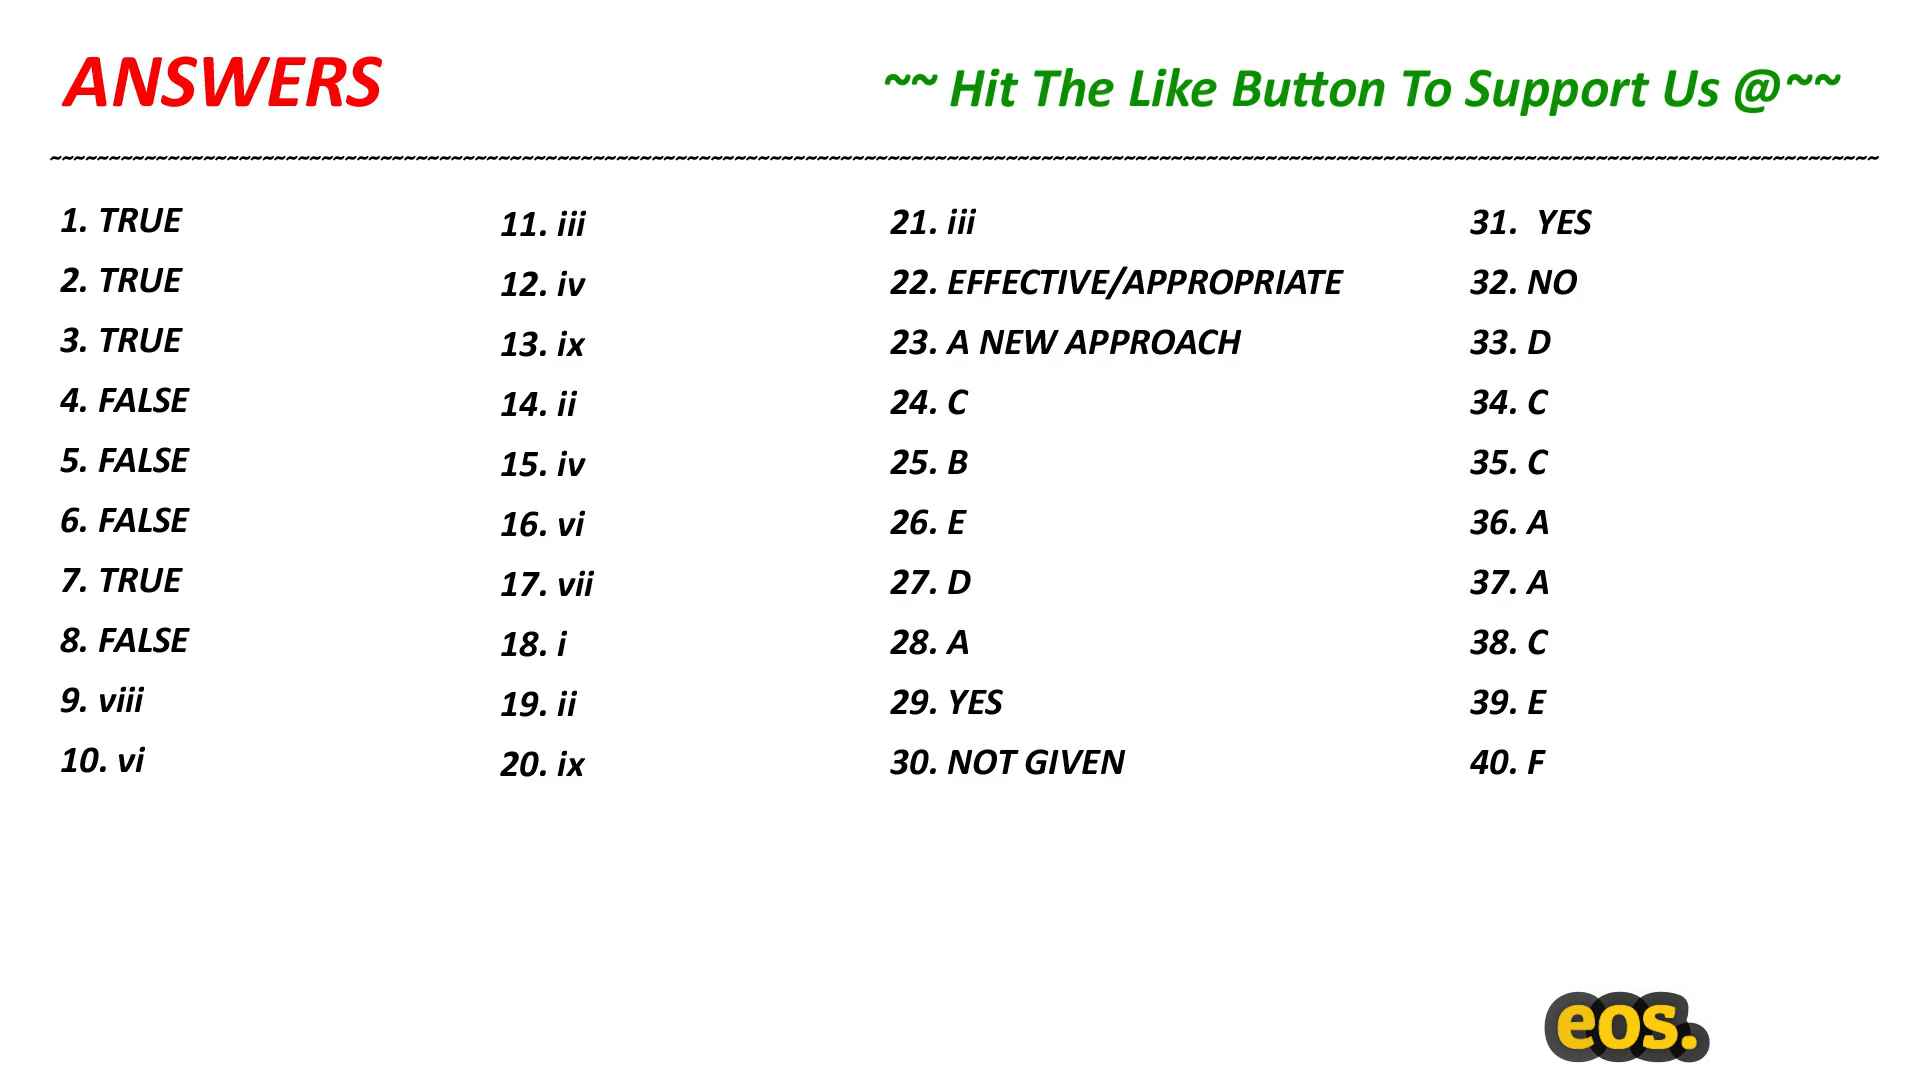 ANSWERS
~~ Hit The Like Button To Support Us @~~
~~~~~~~~~~~~~~~~~~~~~~~~~~~~~~~~~~~~~~~~~~~~~~~~~~~~~~~~~~~~~~~~~~~~~~~~~~~~~~~~~~~~~~~~~~~~~~~~~~~~~~~~~~~~~~~~~~~~~~~~~~~~~~~~~~~~~~~~~~~~~~~~~~~~~~~
1. TRUE
2. TRUE
3. TRUE
4. FALSE
5. FALSE
6. FALSE
7. TRUE
8. FALSE
9. viii
10. vi
11. iii
12. iv
13. ix
14. ii
15. iv
16. vi
17. vii
18. i
19. ii
20. ix
21. iii
22. EFFECTIVE/APPROPRIATE
23. A NEW APPROACH
24. C
25. B
26. E
27. D
28. A
29. YES
30. NOT GIVEN
31. YES
32. NO
33. D
34. C
35. C
36. A
37. A
38. C
39. E
40. F
eos.